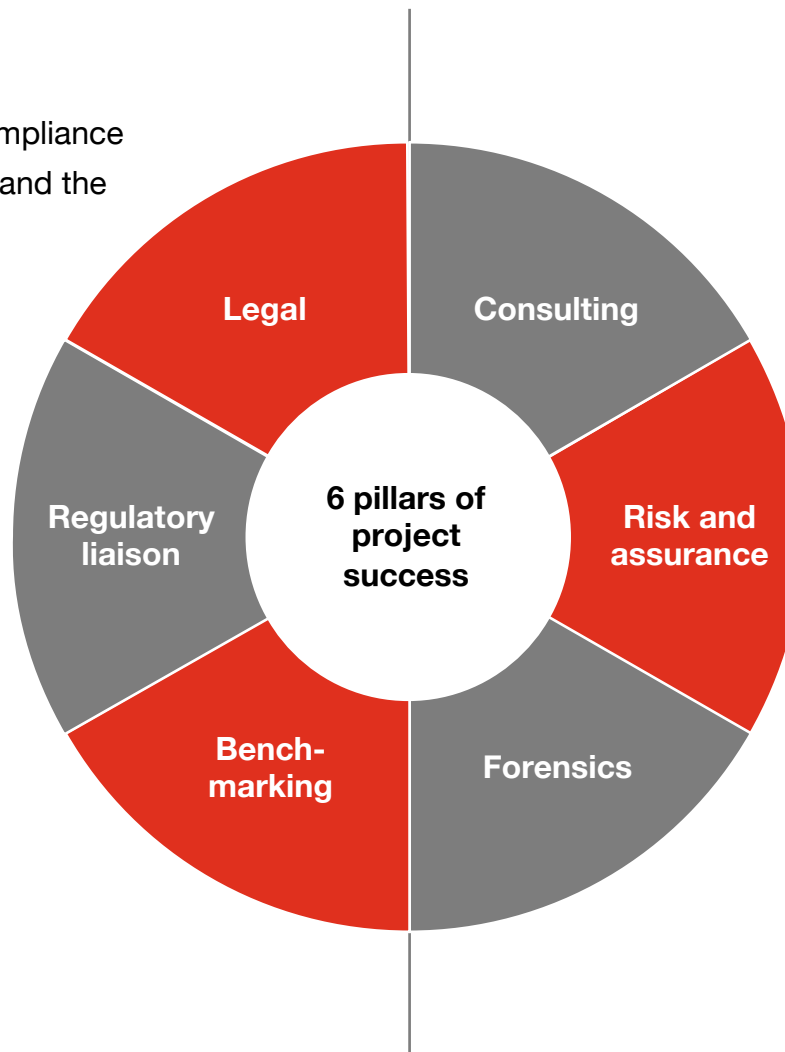 mpliance
and the
Legal
Consulting
Regulatory
liaison
6 pillars of
project
success
Risk and
assurance
Bench-
marking
Forensics